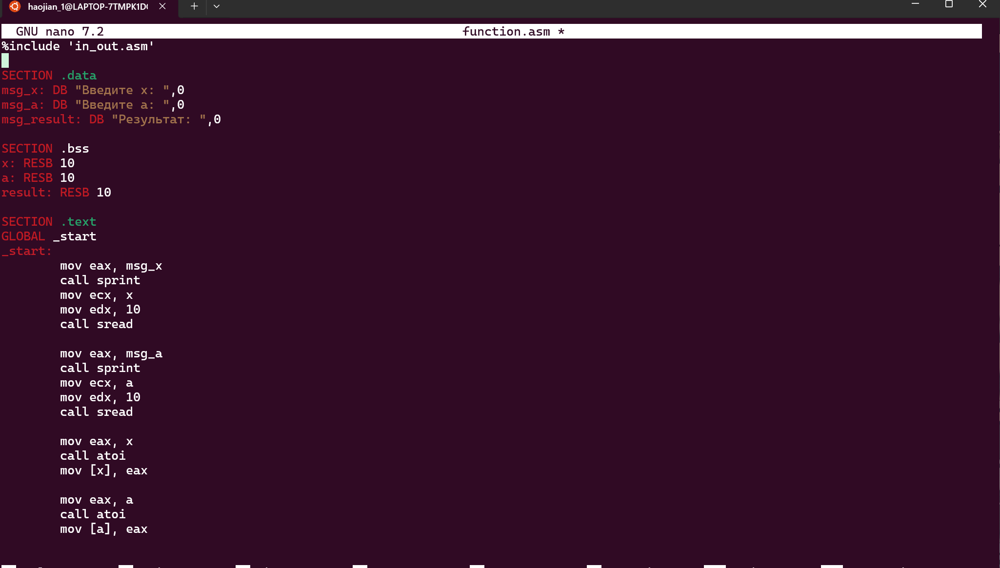 haojian_1@LAPTOP-7TMPK1D
GNU nano 7.2 function.asm *
%include 'in_out.asm'
SECTION .data
msg_x: DB "Введите x: ",0
msg_a: DB "Введите a: ",0
msg_result: DB "Результат: ",0
SECTION .bss
x: RESB 10
a: RESB 10
result: RESB 10
SECTION .text
GLOBAL _start
_start:
mov eax, msg_x
call sprint
mov ecx, x
mov edx, 10
call sread
mov eax, msg_a
call sprint
mov ecx, a
mov edx, 10
call sread
mov eax, x
call atoi
mov [x], eax
mov eax, a
call atoi
mov [a], eax